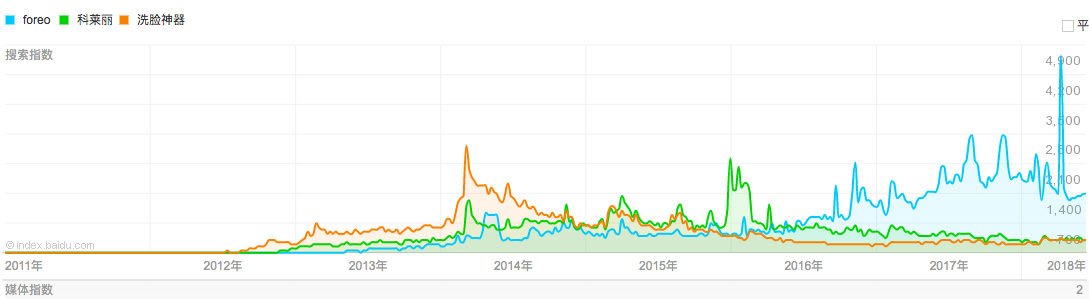 foreo 科莱丽 洗脸神器
平
搜索指数
4,900
4,200
3,500
2,800
2,100
1,400
700
index.baidu.com
2011年 2012年 2013年 2014年 2015年 2016年 2017年 2018年
媒体指数 2